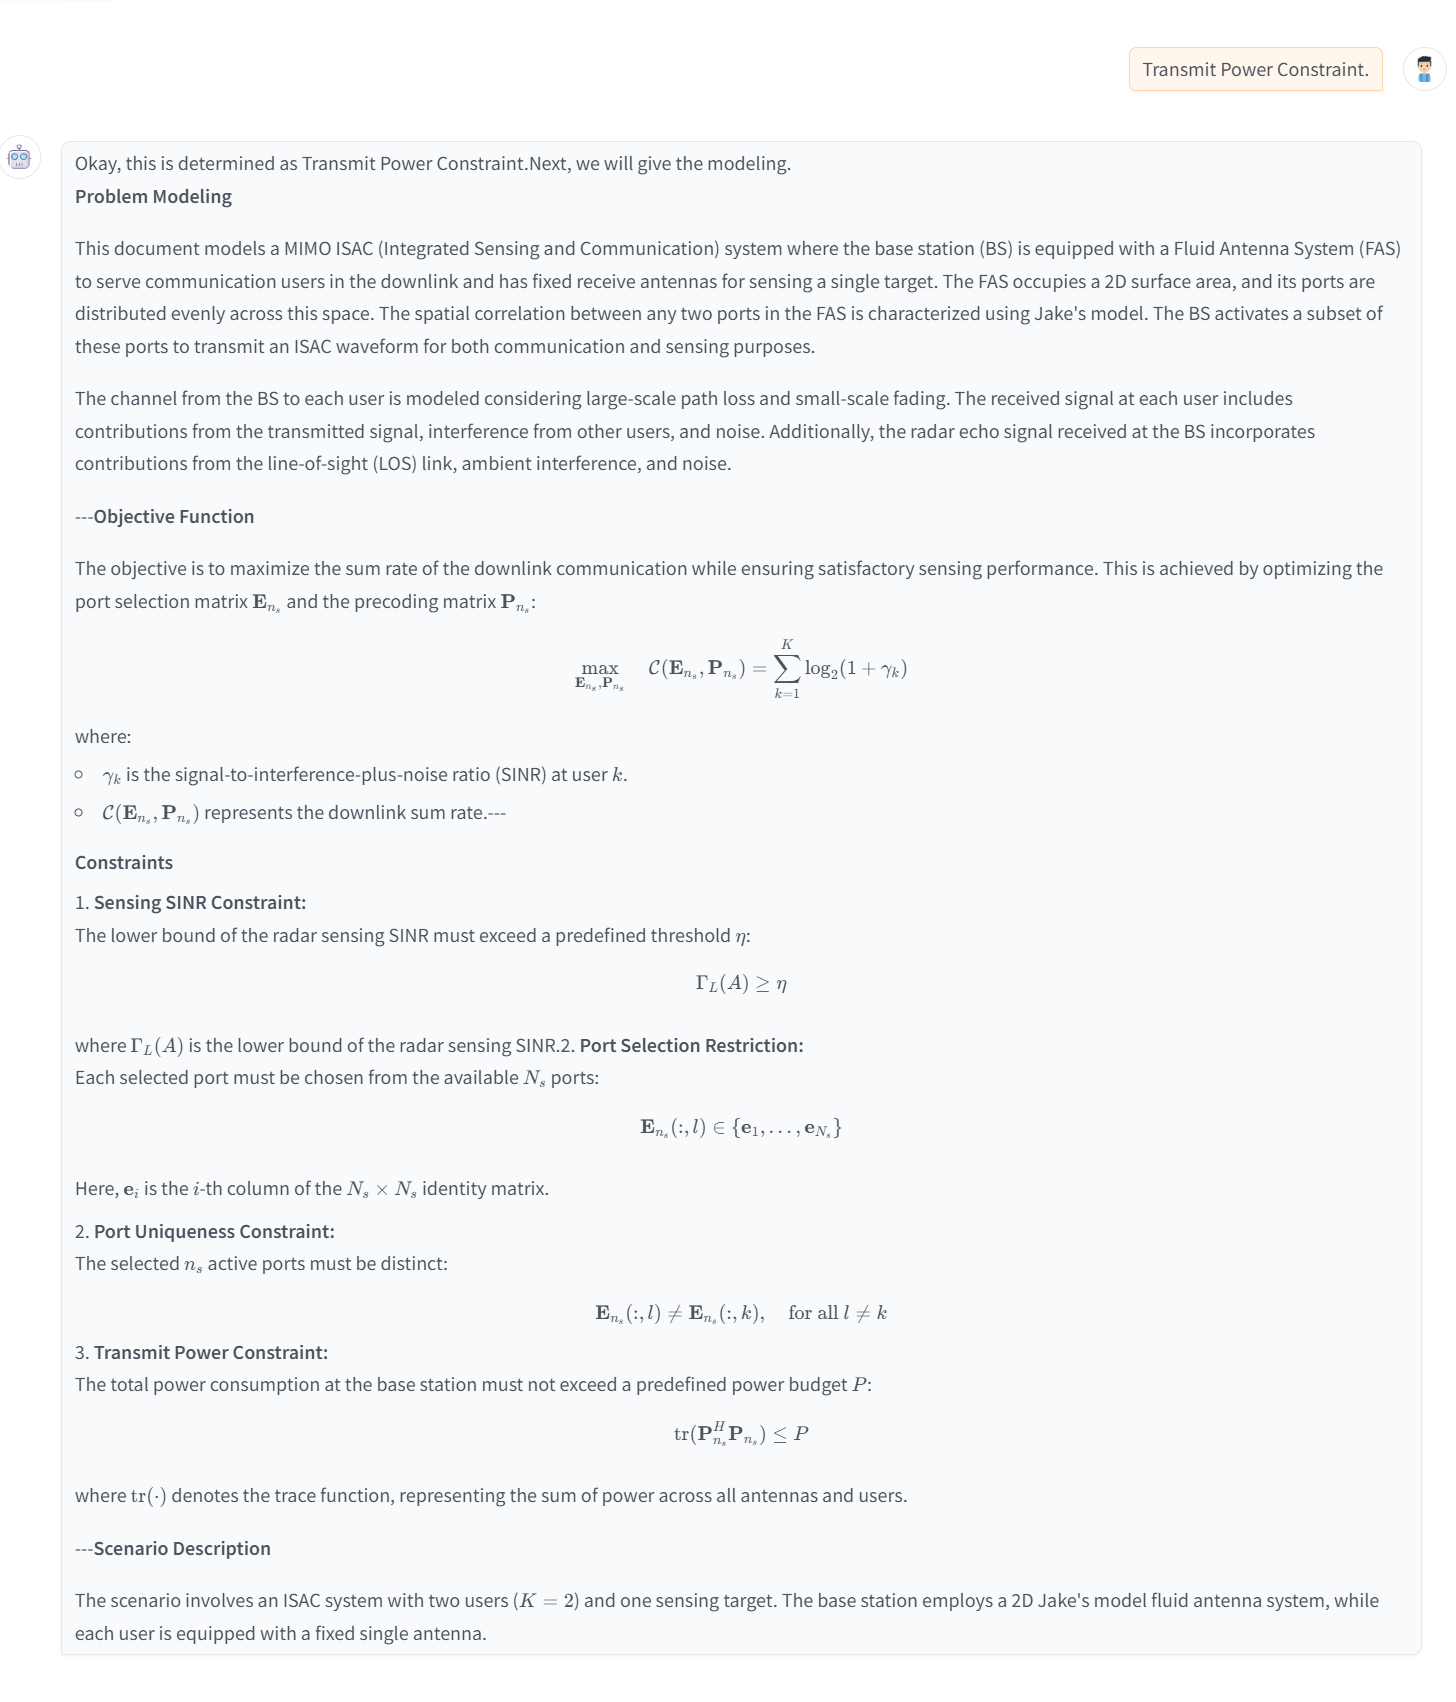 Transmit Power Constraint.
Okay, this is determined as Transmit Power Constraint.Next, we will give the modeling.
Problem Modeling
This document models a MIMO ISAC (Integrated Sensing and Communication) system where the base station (BS) is equipped with a Fluid Antenna System (FAS)
to serve communication users in the downlink and has fixed receive antennas for sensing a single target. The FAS occupies a 2D surface area, and its ports are
distributed evenly across this space. The spatial correlation between any two ports in the FAS is characterized using Jake's model. The BS activates a subset of
these ports to transmit an ISAC waveform for both communication and sensing purposes.
The channel from the BS to each user is modeled considering large-scale path loss and small-scale fading. The received signal at each user includes
contributions from the transmitted signal, interference from other users, and noise. Additionally, the radar echo signal received at the BS incorporates
contributions from the line-of-sight (LOS) link, ambient interference, and noise.
---Objective Function
The objective is to maximize the sum rate of the downlink communication while ensuring satisfactory sensing performance. This is achieved by optimizing the
port selection matrix $\mathbf{E}_{n_s}$ and the precoding matrix $\mathbf{P}_{n_s}$:
$\max_{\mathbf{E}_{n_s},\mathbf{P}_{n_s}} \quad \mathcal{C}(\mathbf{E}_{n_s}, \mathbf{P}_{n_s}) = \sum_{k=1}^{K} \log_2(1 + \gamma_k)$
where:
○ $\gamma_k$ is the signal-to-interference-plus-noise ratio (SINR) at user $k$.
○ $\mathcal{C}(\mathbf{E}_{n_s}, \mathbf{P}_{n_s})$ represents the downlink sum rate.---
Constraints
1. Sensing SINR Constraint:
The lower bound of the radar sensing SINR must exceed a predefined threshold $\eta$:
$\Gamma_L(A) \geq \eta$
where $\Gamma_L(A)$ is the lower bound of the radar sensing SINR.2. Port Selection Restriction:
Each selected port must be chosen from the available $N_s$ ports:
$\mathbf{E}_{n_s}(:, l) \in \{\mathbf{e}_1, \ldots, \mathbf{e}_{N_s}\}$
Here, $\mathbf{e}_i$ is the $i$-th column of the $N_s \times N_s$ identity matrix.
2. Port Uniqueness Constraint:
The selected $n_s$ active ports must be distinct:
$\mathbf{E}_{n_s}(:, l) \neq \mathbf{E}_{n_s}(:, k), \quad \text{for all } l \neq k$
3. Transmit Power Constraint:
The total power consumption at the base station must not exceed a predefined power budget $P$:
$\text{tr}(\mathbf{P}_{n_s}^H \mathbf{P}_{n_s}) \leq P$
where $\text{tr}(\cdot)$ denotes the trace function, representing the sum of power across all antennas and users.
---Scenario Description
The scenario involves an ISAC system with two users ($K = 2$) and one sensing target. The base station employs a 2D Jake's model fluid antenna system, while
each user is equipped with a fixed single antenna.